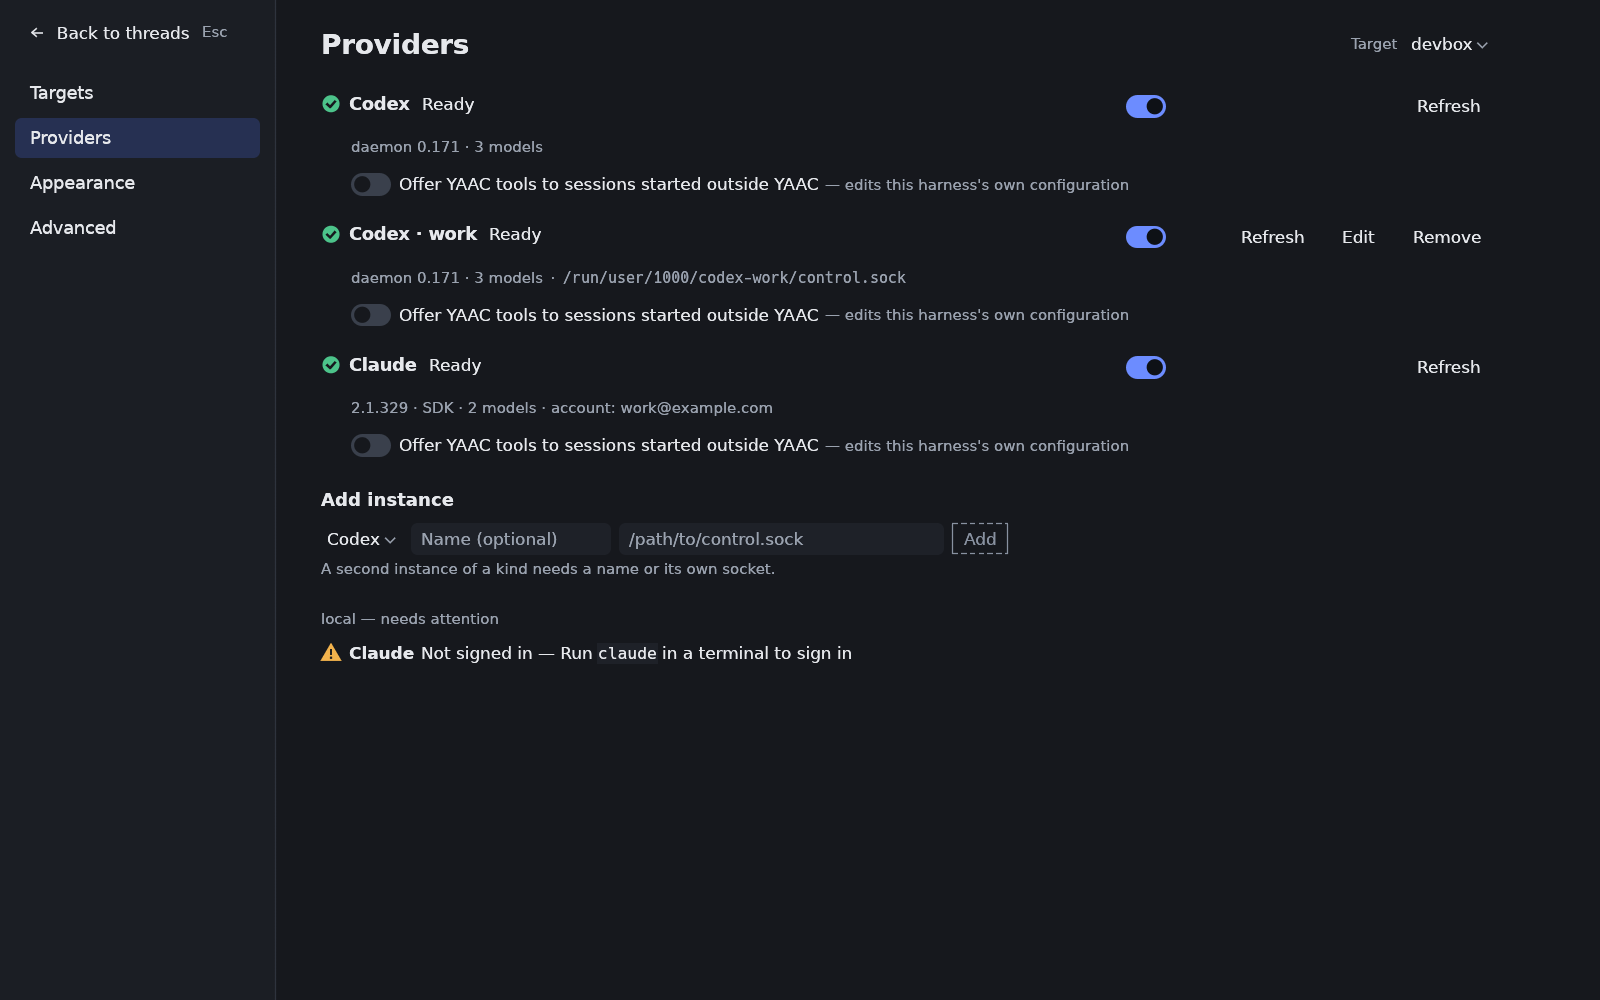 Back to threads Esc
Targets
Providers
Appearance
Advanced
Providers
Target devbox
Codex Ready
Refresh
daemon 0.171 · 3 models
Offer YAAC tools to sessions started outside YAAC — edits this harness's own configuration
Codex · work Ready
Refresh Edit Remove
daemon 0.171 · 3 models · /run/user/1000/codex-work/control.sock
Offer YAAC tools to sessions started outside YAAC — edits this harness's own configuration
Claude Ready
Refresh
2.1.329 · SDK · 2 models · account: work@example.com
Offer YAAC tools to sessions started outside YAAC — edits this harness's own configuration
Add instance
Codex Name (optional) /path/to/control.sock Add
A second instance of a kind needs a name or its own socket.
local — needs attention
Claude Not signed in — Run claude in a terminal to sign in